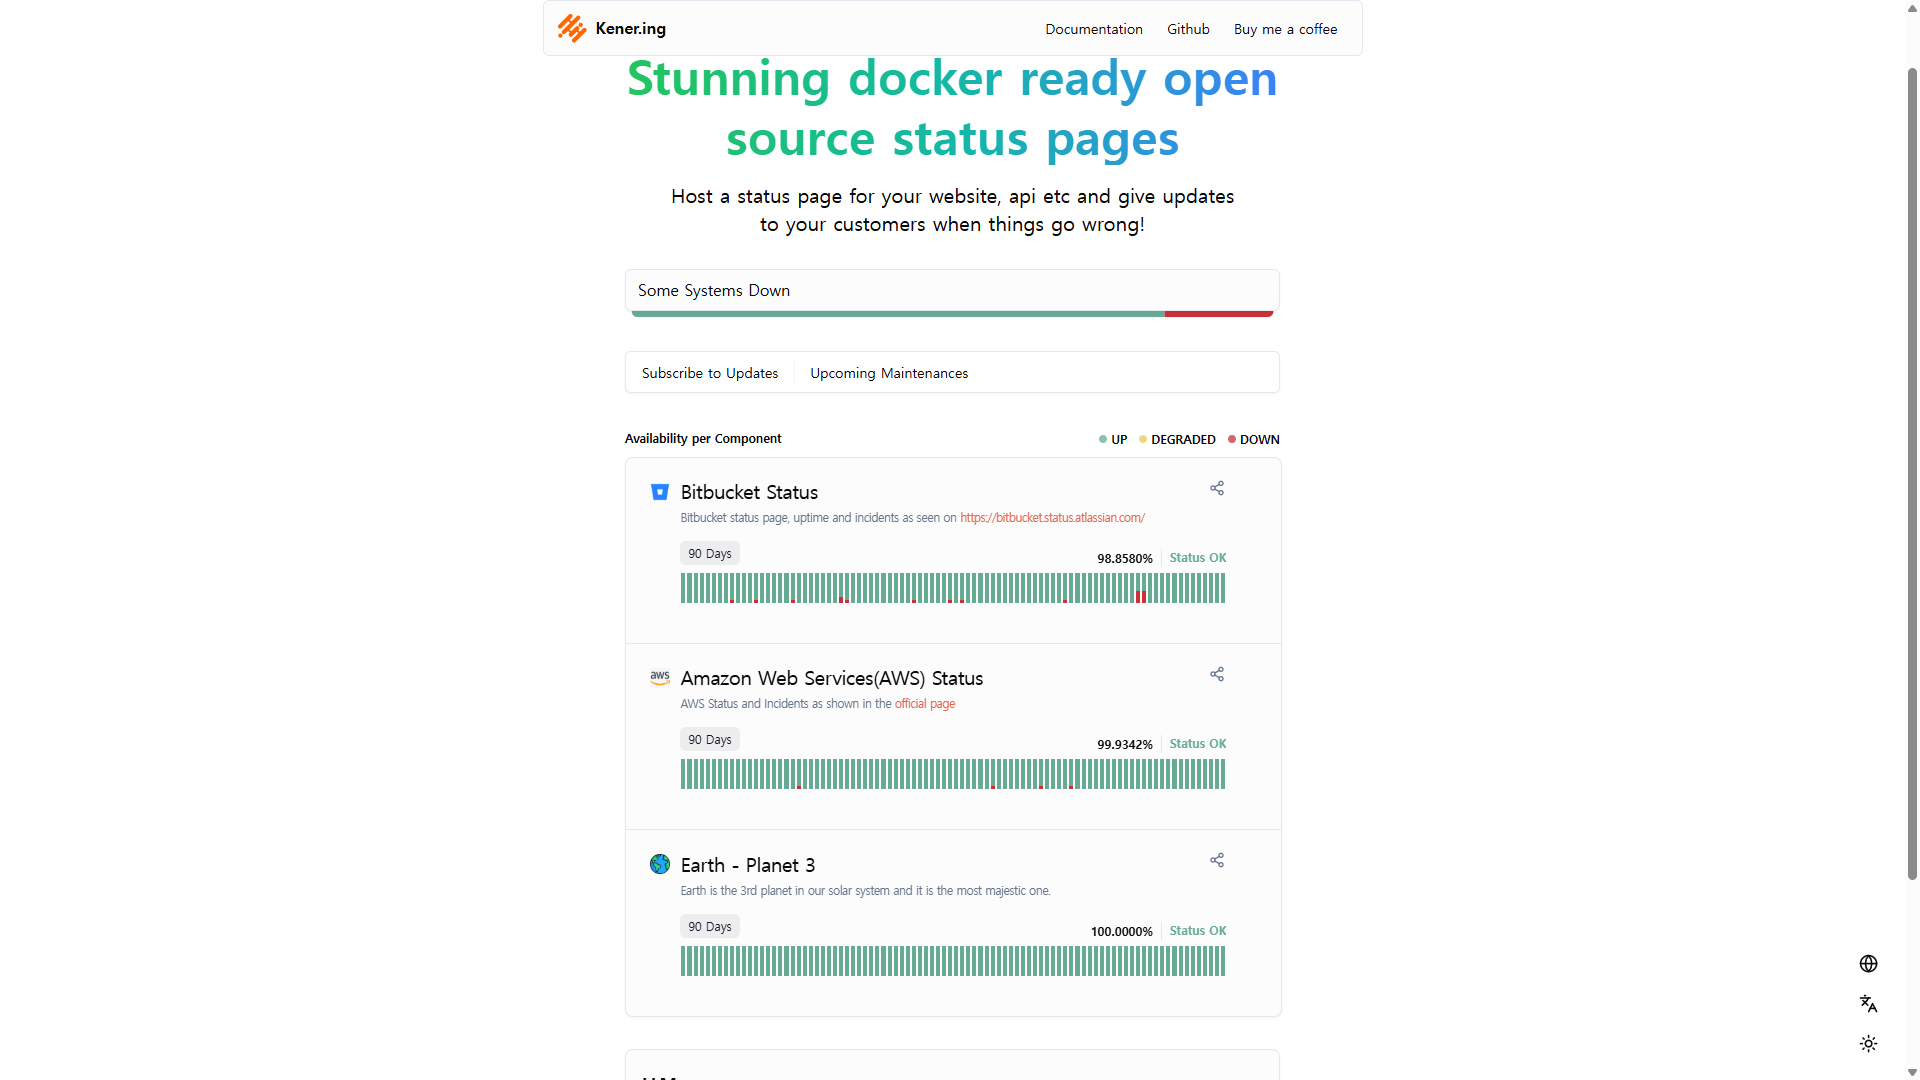 Kener.ing
Documentation
Github
Buy me a coffee
Stunning docker ready open
source status pages
Host a status page for your website, api etc and give updates
to your customers when things go wrong!
Some Systems Down
Subscribe to Updates
Upcoming Maintenances
Availability per Component
UP
DEGRADED
DOWN
Bitbucket Status
Bitbucket status page, uptime and incidents as seen on https://bitbucket.status.atlassian.com/
90 Days
98.8580%
Status OK
aws
Amazon Web Services(AWS) Status
AWS Status and Incidents as shown in the official page
90 Days
99.9342%
Status OK
Earth - Planet 3
Earth is the 3rd planet in our solar system and it is the most majestic one.
90 Days
100.0000%
Status OK